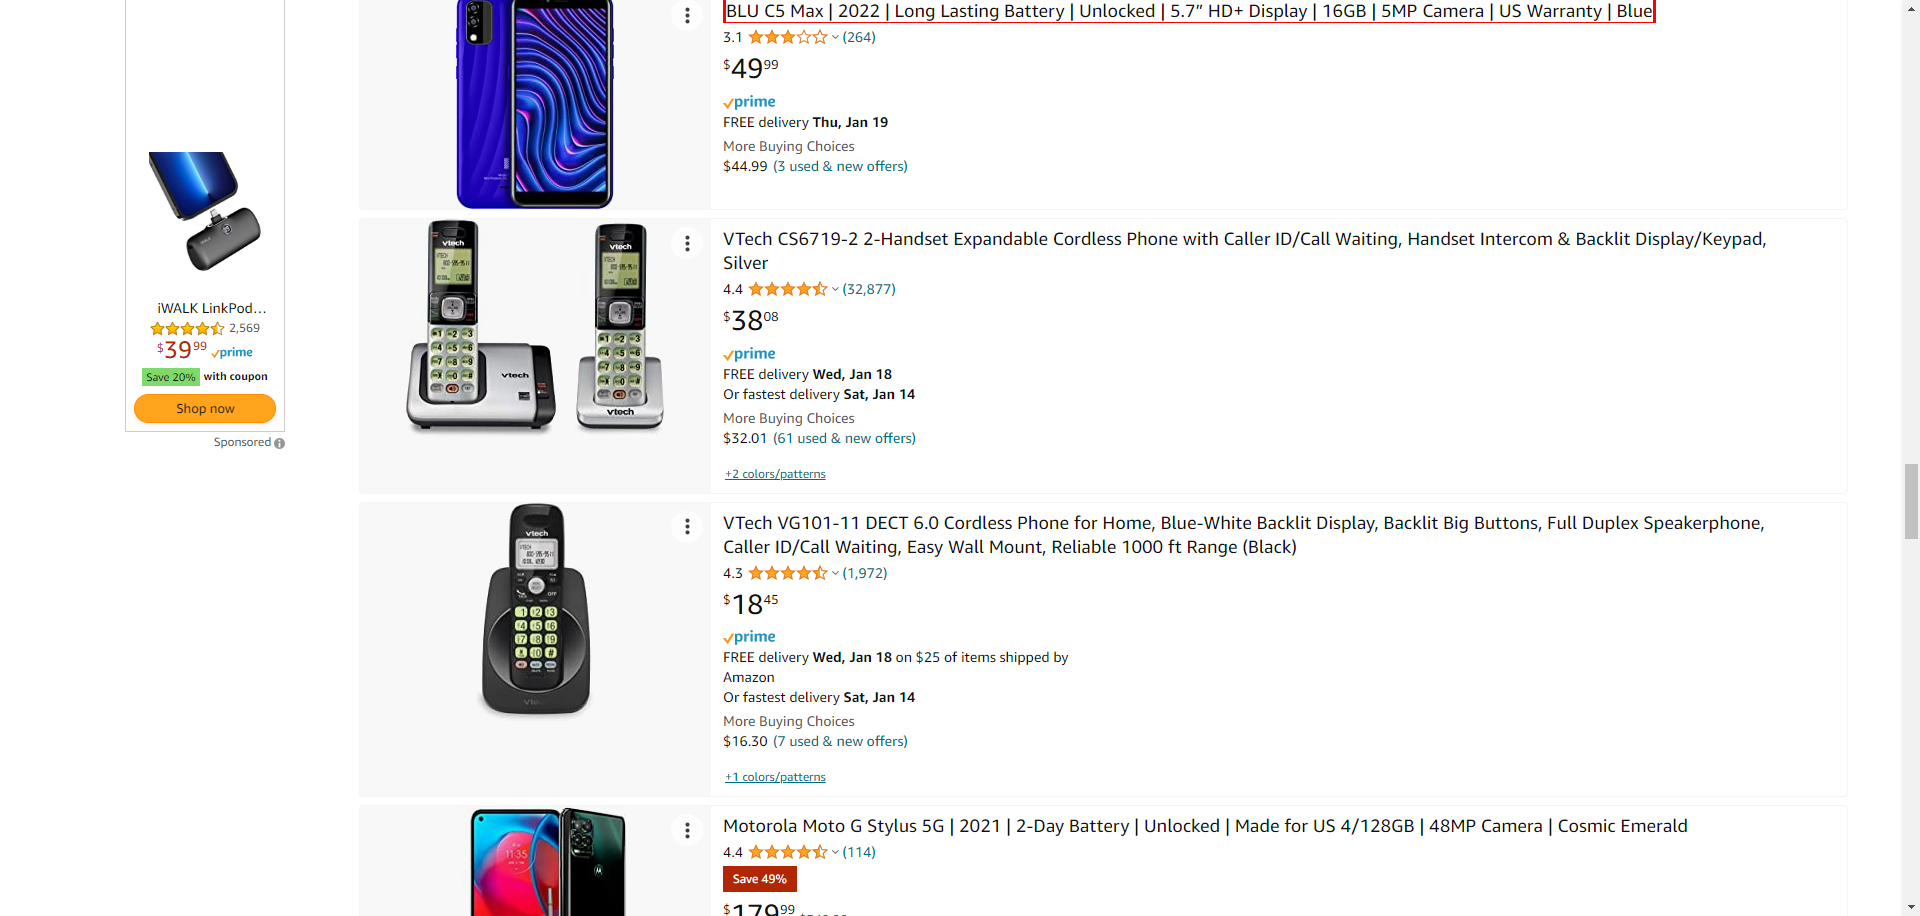 iWALK LinkPod...
2,569
$39.99 prime
Save 20% with coupon
Shop now
Sponsored
BLU C5 Max | 2022 | Long Lasting Battery | Unlocked | 5.7” HD+ Display | 16GB | 5MP Camera | US Warranty | Blue
3.1 (264)
$49.99
prime
FREE delivery Thu, Jan 19
More Buying Choices
$44.99 (3 used & new offers)
vtech
vtech
vtech
vtech
VTech CS6719-2 2-Handset Expandable Cordless Phone with Caller ID/Call Waiting, Handset Intercom & Backlit Display/Keypad,
Silver
4.4 (32,877)
$38.08
prime
FREE delivery Wed, Jan 18
Or fastest delivery Sat, Jan 14
More Buying Choices
$32.01 (61 used & new offers)
+2 colors/patterns
vtech
VTech VG101-11 DECT 6.0 Cordless Phone for Home, Blue-White Backlit Display, Backlit Big Buttons, Full Duplex Speakerphone,
Caller ID/Call Waiting, Easy Wall Mount, Reliable 1000 ft Range (Black)
4.3 (1,972)
$18.45
prime
FREE delivery Wed, Jan 18 on $25 of items shipped by
Amazon
Or fastest delivery Sat, Jan 14
More Buying Choices
$16.30 (7 used & new offers)
+1 colors/patterns
11:35
Motorola Moto G Stylus 5G | 2021 | 2-Day Battery | Unlocked | Made for US 4/128GB | 48MP Camera | Cosmic Emerald
4.4 (114)
Save 49%
$179.99